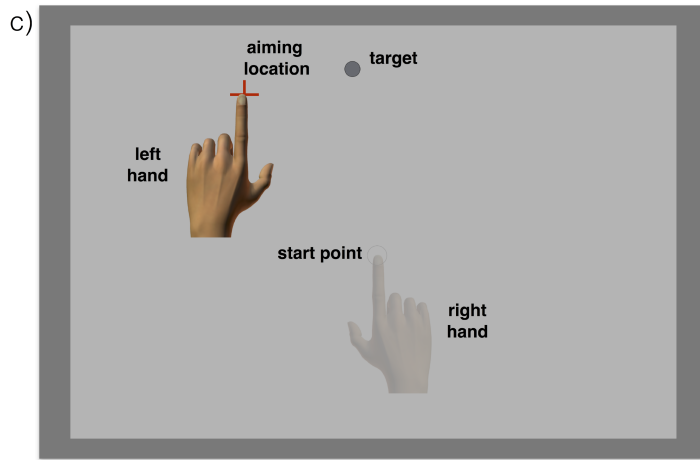 c)
aiming
location
target
left
hand
start point
right
hand